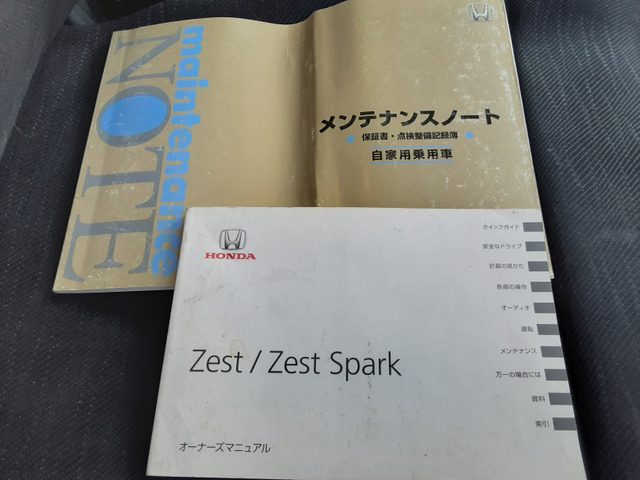 maintenance
NOTE
メンテナンスノート
保証書・点検整備記録簿
自家用乗用車
HONDA
Zest / Zest Spark
オーナーズマニュアル
クイックガイド
安全なドライブ
計器の見かた
各部の操作
オーディオ
運転
メンテナンス
万一の場合には
資料
索引